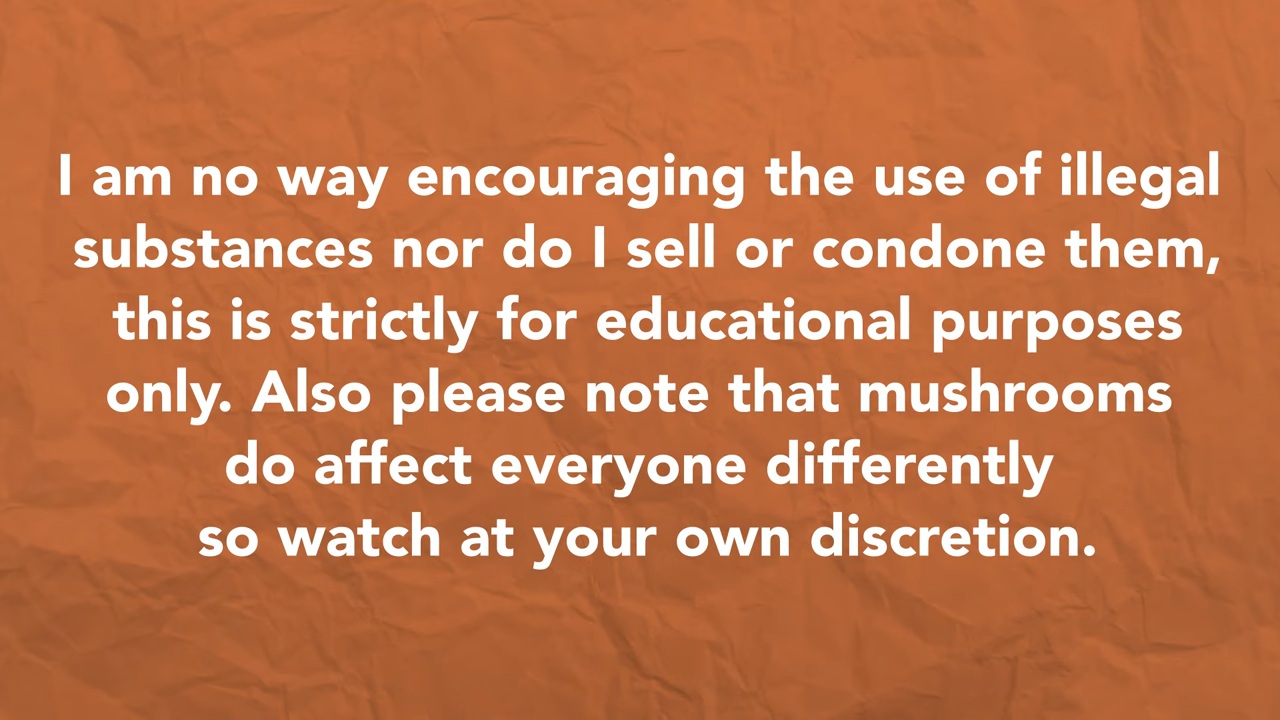 I am no way encouraging the use of illegal
substances nor do I sell or condone them,
this is strictly for educational purposes
only. Also please note that mushrooms
do affect everyone differently
so watch at your own discretion.